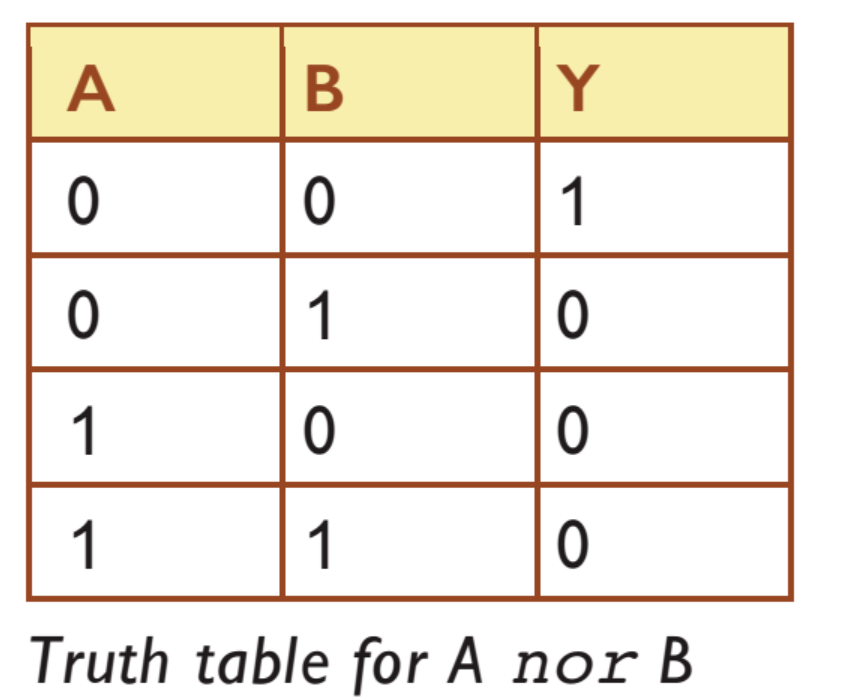 A B Y
0 0 1
0 1 0
1 0 0
1 1 0
Truth table for A nor B